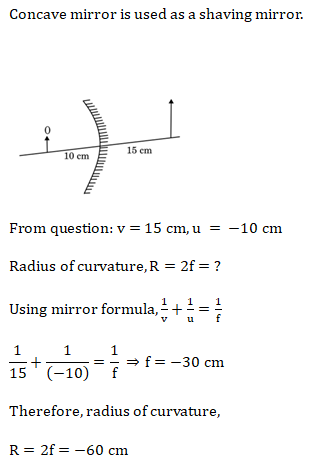 Concave mirror is used as a shaving mirror.
0
10 cm
15 cm
From question: v = 15 cm, u = −10 cm
Radius of curvature, R = 2f = ?
Using mirror formula, 1/v + 1/u = 1/f
1/15 + 1/(−10) = 1/f ⇒ f = −30 cm
Therefore, radius of curvature,
R = 2f = −60 cm